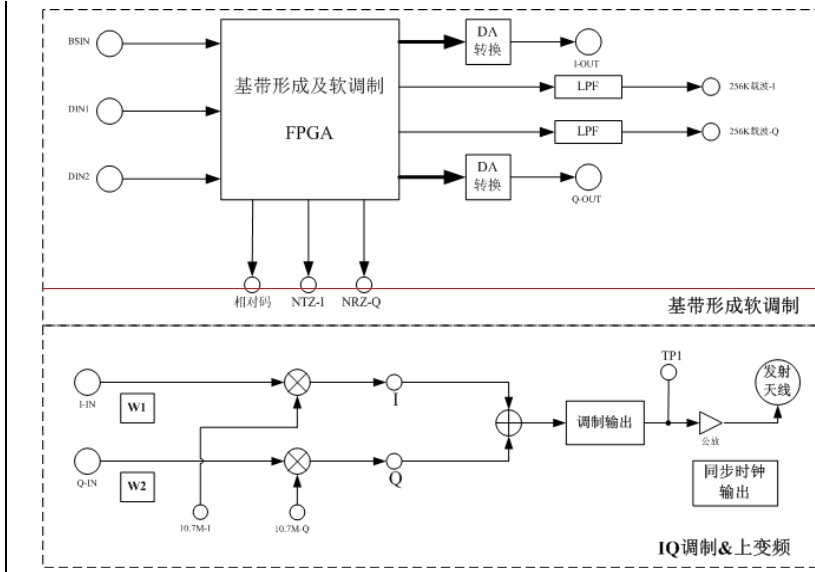 BSIN
DIN1
DIN2
基带形成及软调制
FPGA
DA
转换
I-OUT
LPF
256K载波-I
LPF
256K载波-Q
DA
转换
Q-OUT
相对码
NTZ-I
NRZ-Q
基带形成软调制
I-IN
W1
I
TP1
发射
天线
调制输出
公放
Q-IN
W2
Q
同步时钟
输出
10.7M-I
10.7M-Q
IQ调制&上变频